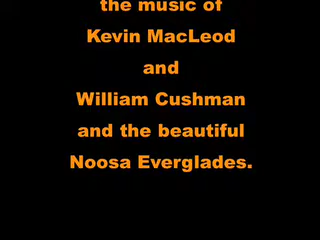 the music of
Kevin MacLeod
and
William Cushman
and the beautiful
Noosa Everglades.